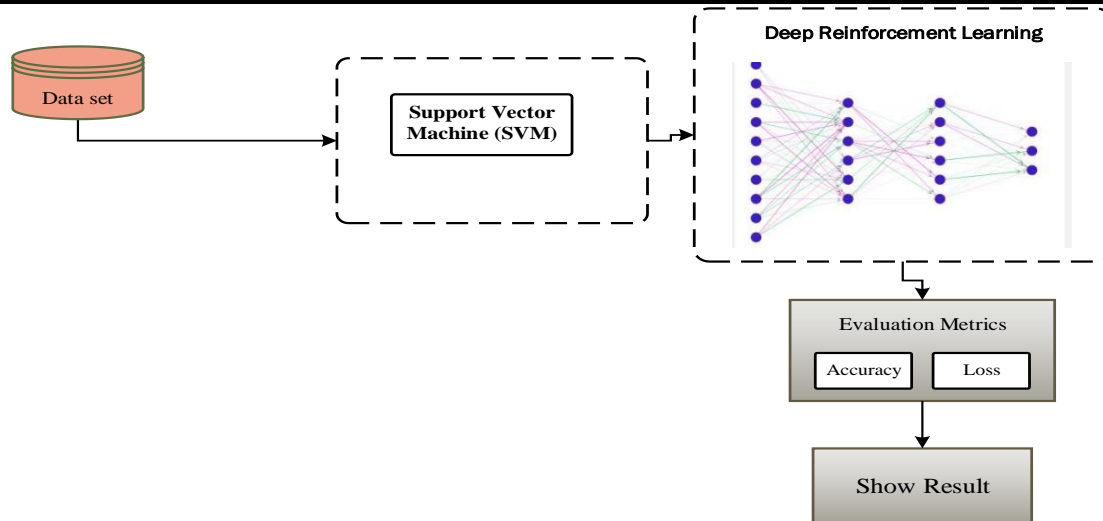 Deep Reinforcement Learning
Data set
Support Vector
Machine (SVM)
Evaluation Metrics
Accuracy
Loss
Show Result